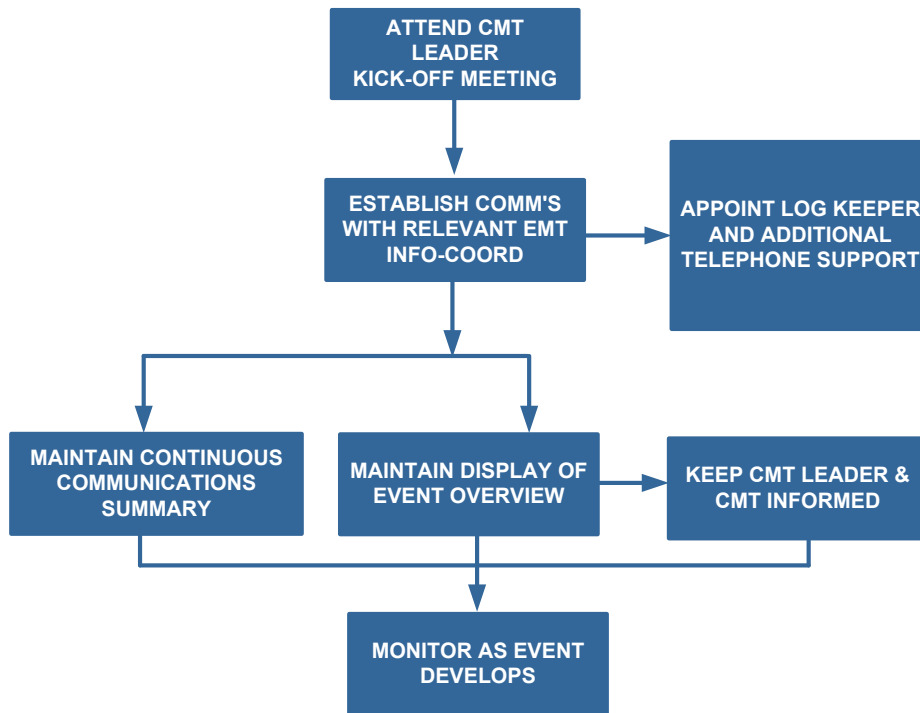 ATTEND CMT
LEADER
KICK-OFF MEETING
ESTABLISH COMM'S
WITH RELEVANT EMT
INFO-COORD
APPOINT LOG KEEPER
AND ADDITIONAL
TELEPHONE SUPPORT
MAINTAIN CONTINUOUS
COMMUNICATIONS
SUMMARY
MAINTAIN DISPLAY OF
EVENT OVERVIEW
KEEP CMT LEADER &
CMT INFORMED
MONITOR AS EVENT
DEVELOPS